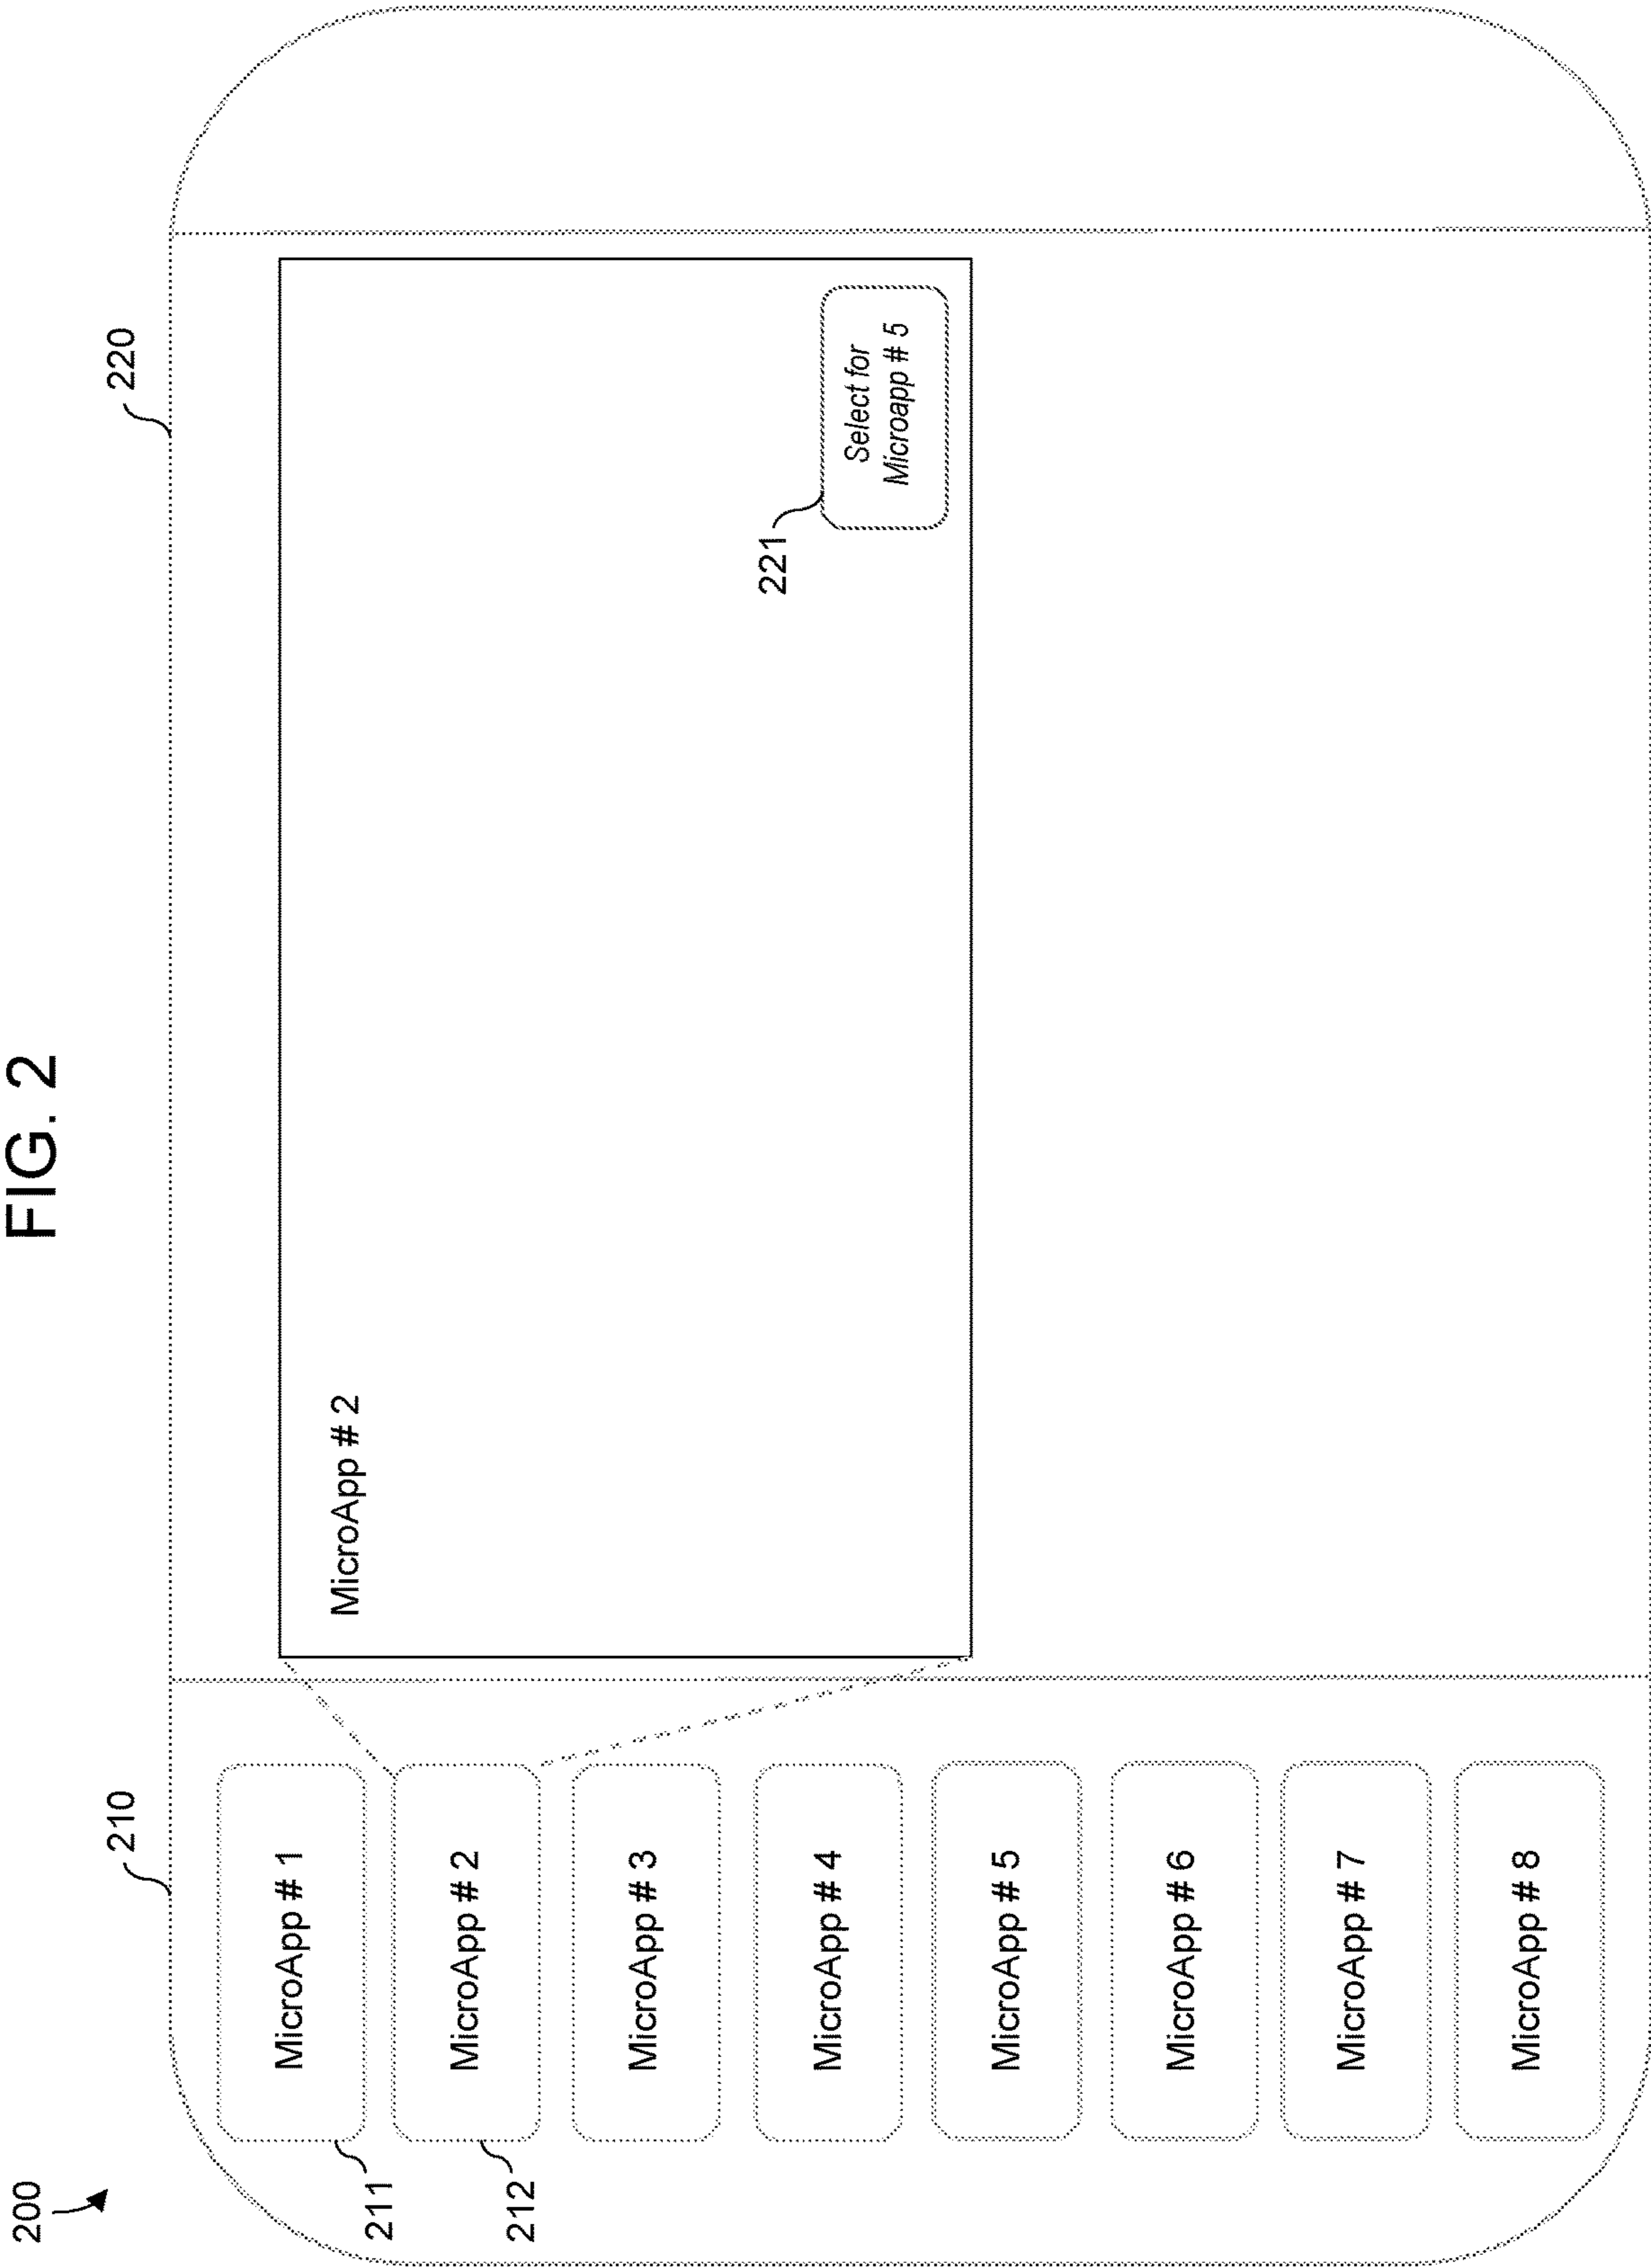 FIG. 2
200
210
220
MicroApp # 1
211
MicroApp # 2
212
MicroApp # 3
MicroApp # 4
MicroApp # 5
MicroApp # 6
MicroApp # 7
MicroApp # 8
MicroApp # 2
221
Select for
Microapp # 5